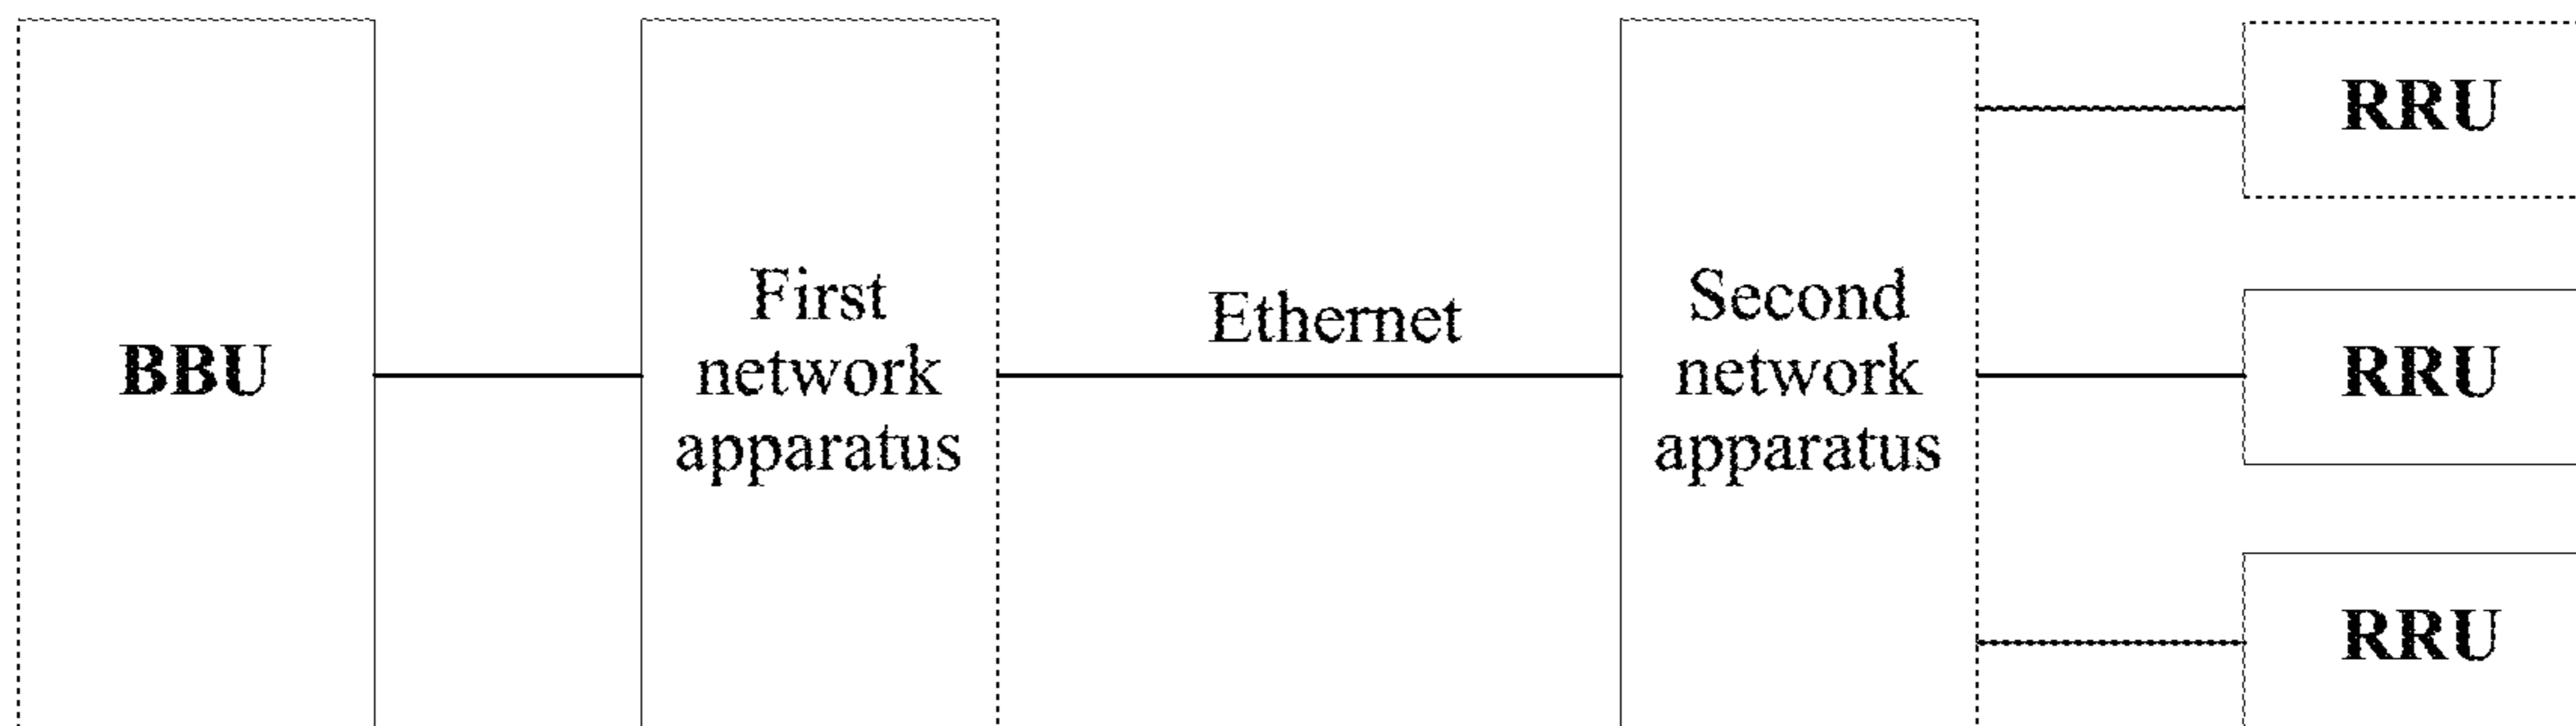 BBU
First
network
apparatus
Ethernet
Second
network
apparatus
RRU
RRU
RRU